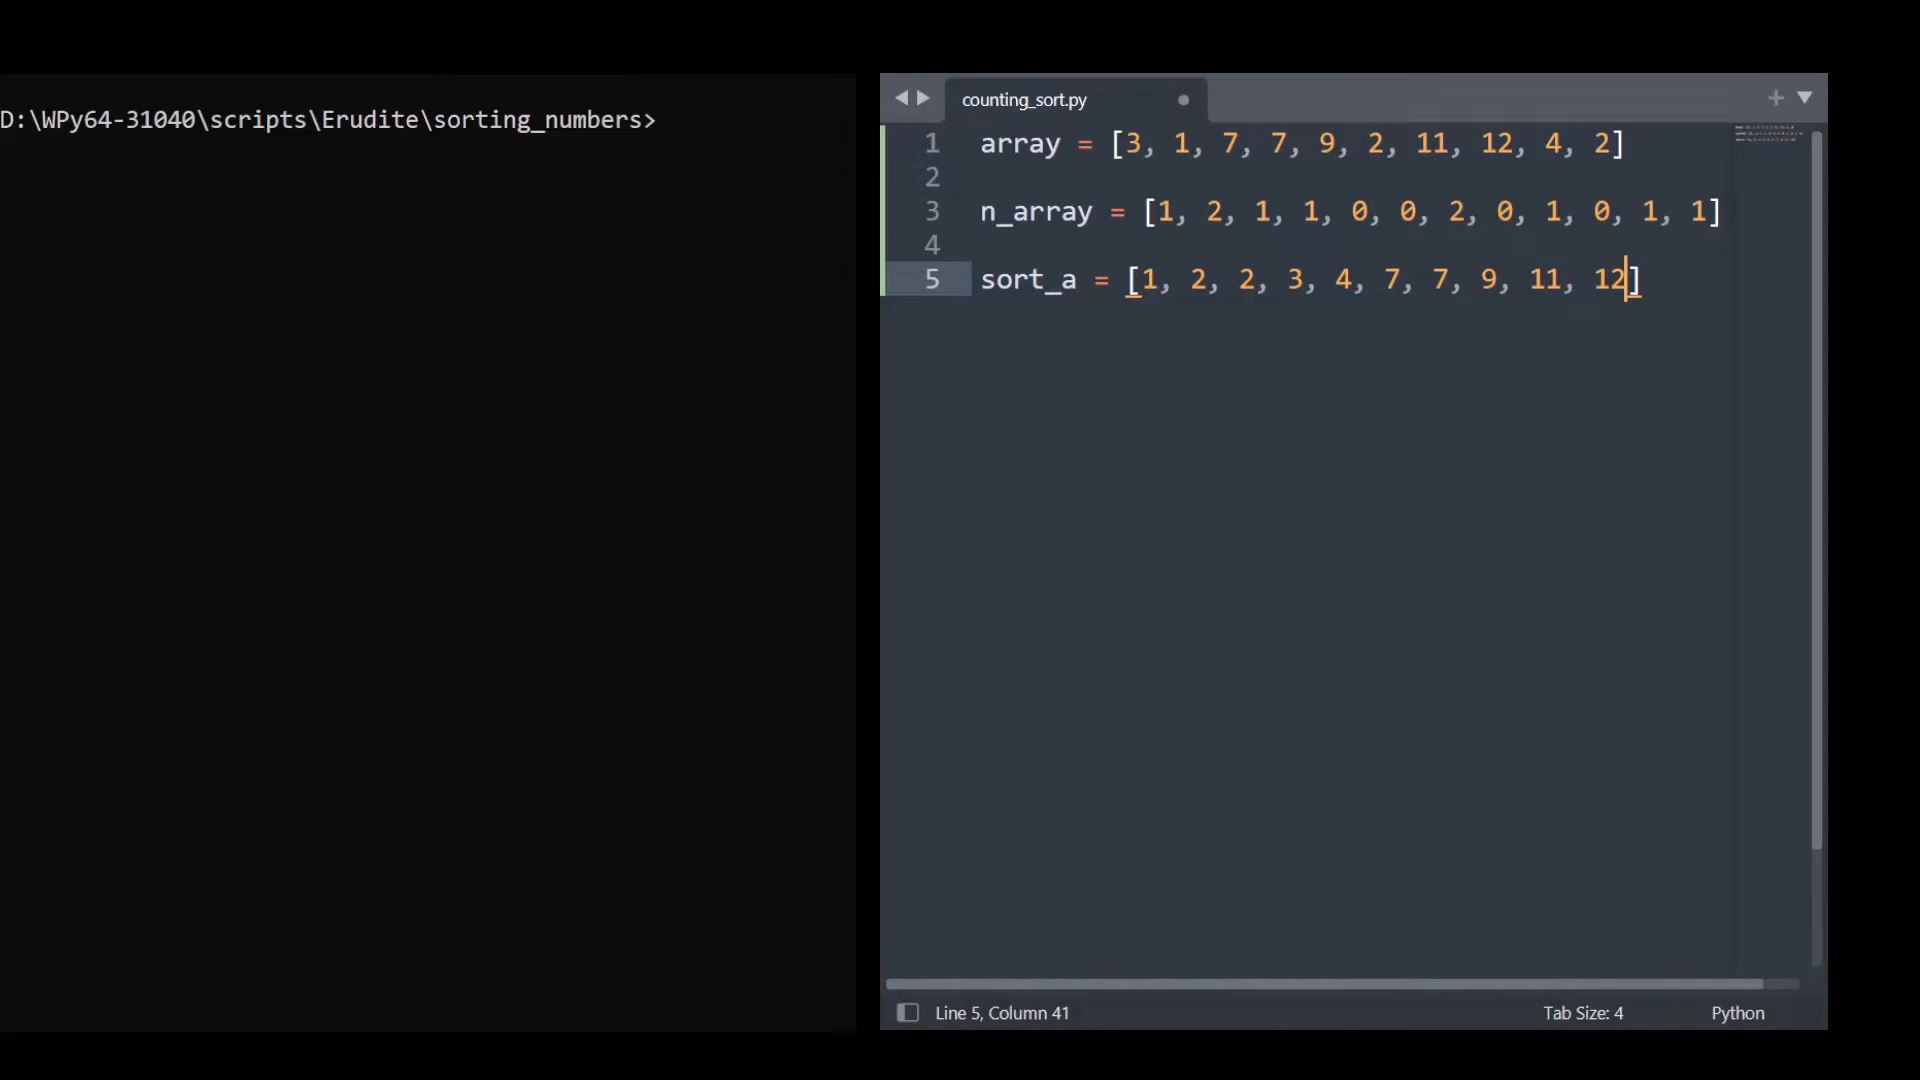 D:\WPy64-31040\scripts\Erudite\sorting_numbers>
counting_sort.py
1 array = [3, 1, 7, 7, 9, 2, 11, 12, 4, 2]
2
3 n_array = [1, 2, 1, 1, 0, 0, 2, 0, 1, 0, 1, 1]
4
5 sort_a = [1, 2, 2, 3, 4, 7, 7, 9, 11, 12]
Line 5, Column 41
Tab Size: 4
Python